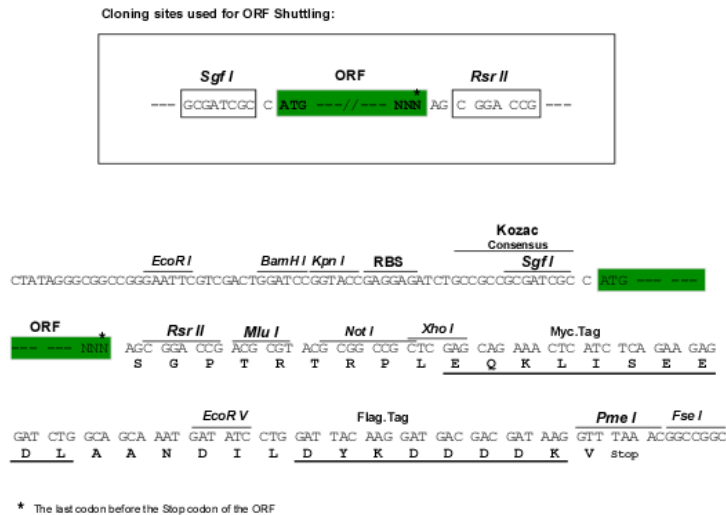 Cloning sites used for ORF Shuttling:
Sgf I ORF Rsr II
*
--- GCGATCGC C ATG ---//--- NNN AG C GGA CCG ---
Kozac
Consensus
EcoR I BamH I Kpn I RBS Sgf I
CTATAGGGCGGCCGGGAATTCGTCGACTGGATCCGGTACCGAGGAGATCTGCCGCCGCGATCGC C ATG --- ---
ORF * Rsr II Mlu I Not I Xho I Myc.Tag
--- --- NNN AGC GGA CCG ACG CGT ACG CGG CCG CTC GAG CAG AAA CTC ATC TCA GAA GAG
S G P T R T R P L E Q K L I S E E
EcoR V Flag.Tag Pme I Fse I
GAT CTG GCA GCA AAT GAT ATC CTG GAT TAC AAG GAT GAC GAC GAT AAG GTT TAA ACGGCCGGC
D L A A N D I L D Y K D D D D K V Stop
* The last codon before the Stop codon of the ORF